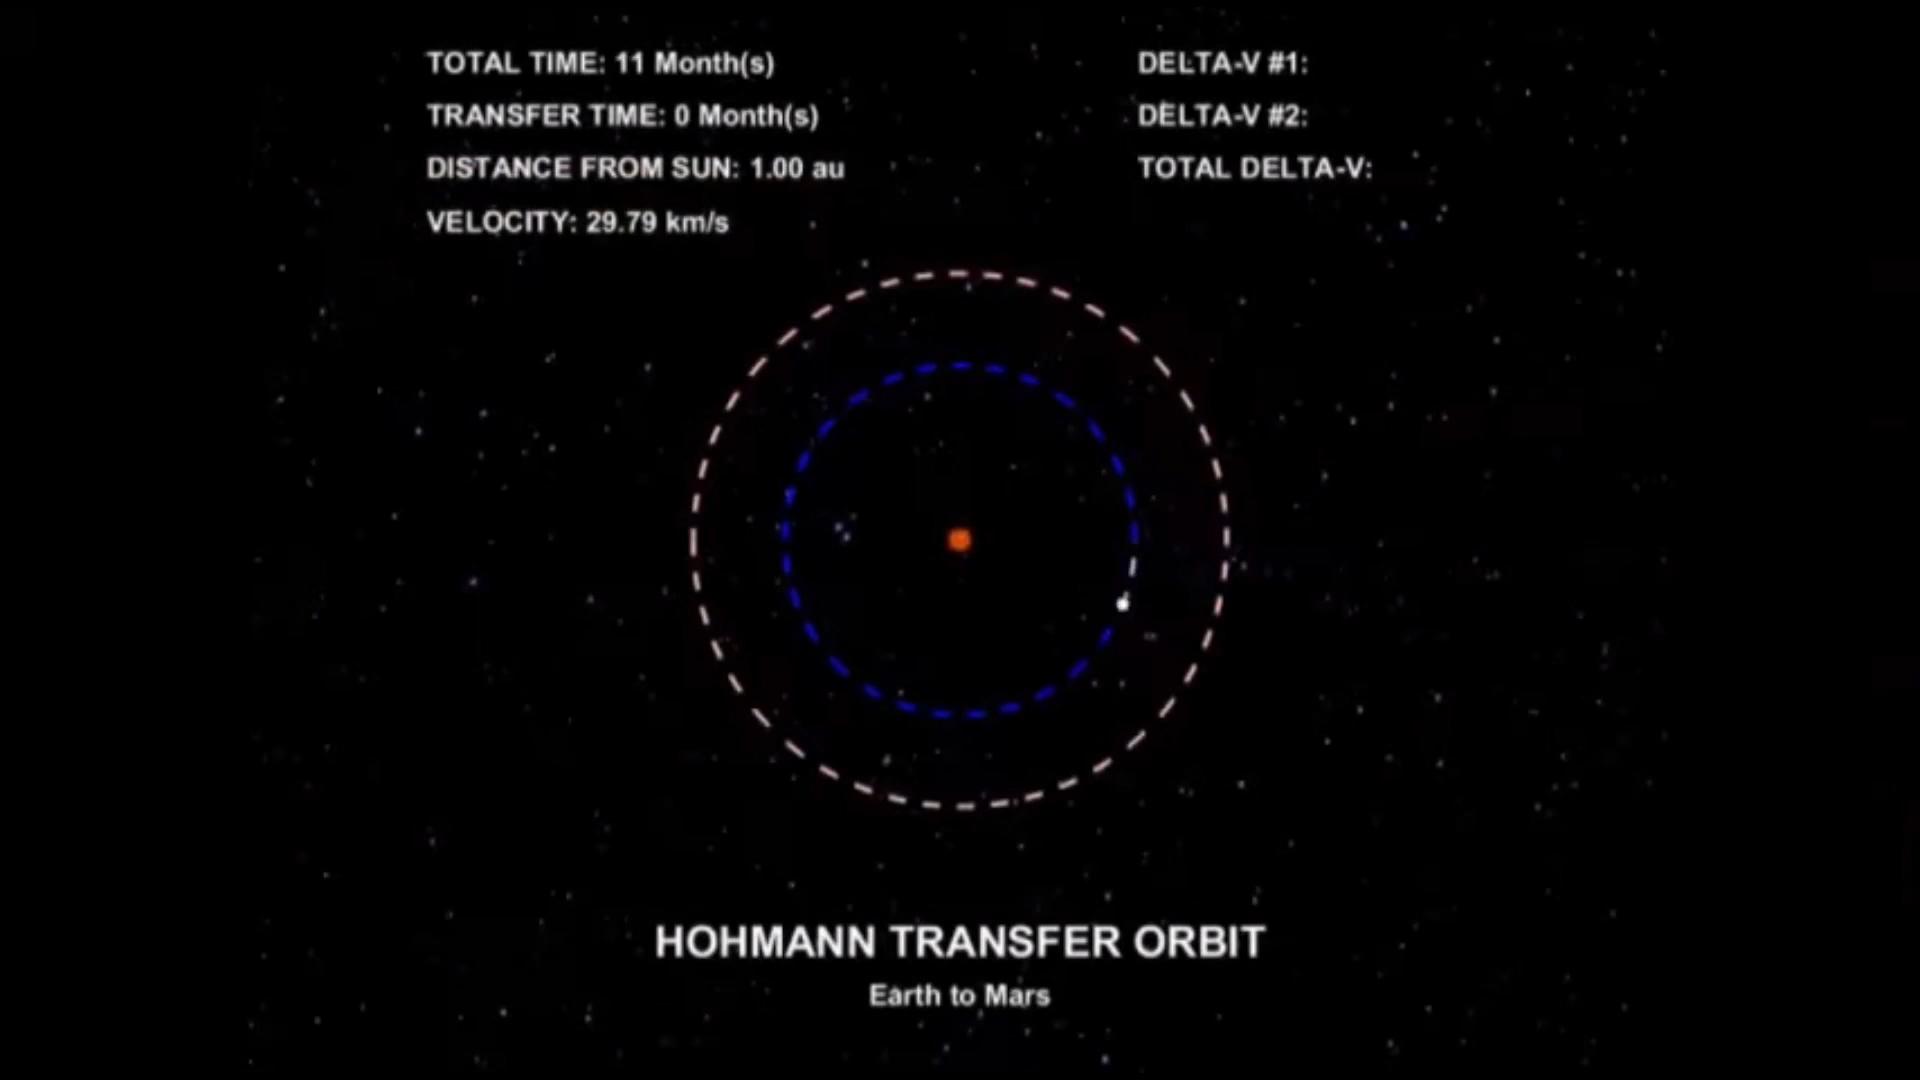 TOTAL TIME: 11 Month(s)
TRANSFER TIME: 0 Month(s)
DISTANCE FROM SUN: 1.00 au
VELOCITY: 29.79 km/s
DELTA-V #1:
DELTA-V #2:
TOTAL DELTA-V:
HOHMANN TRANSFER ORBIT
Earth to Mars